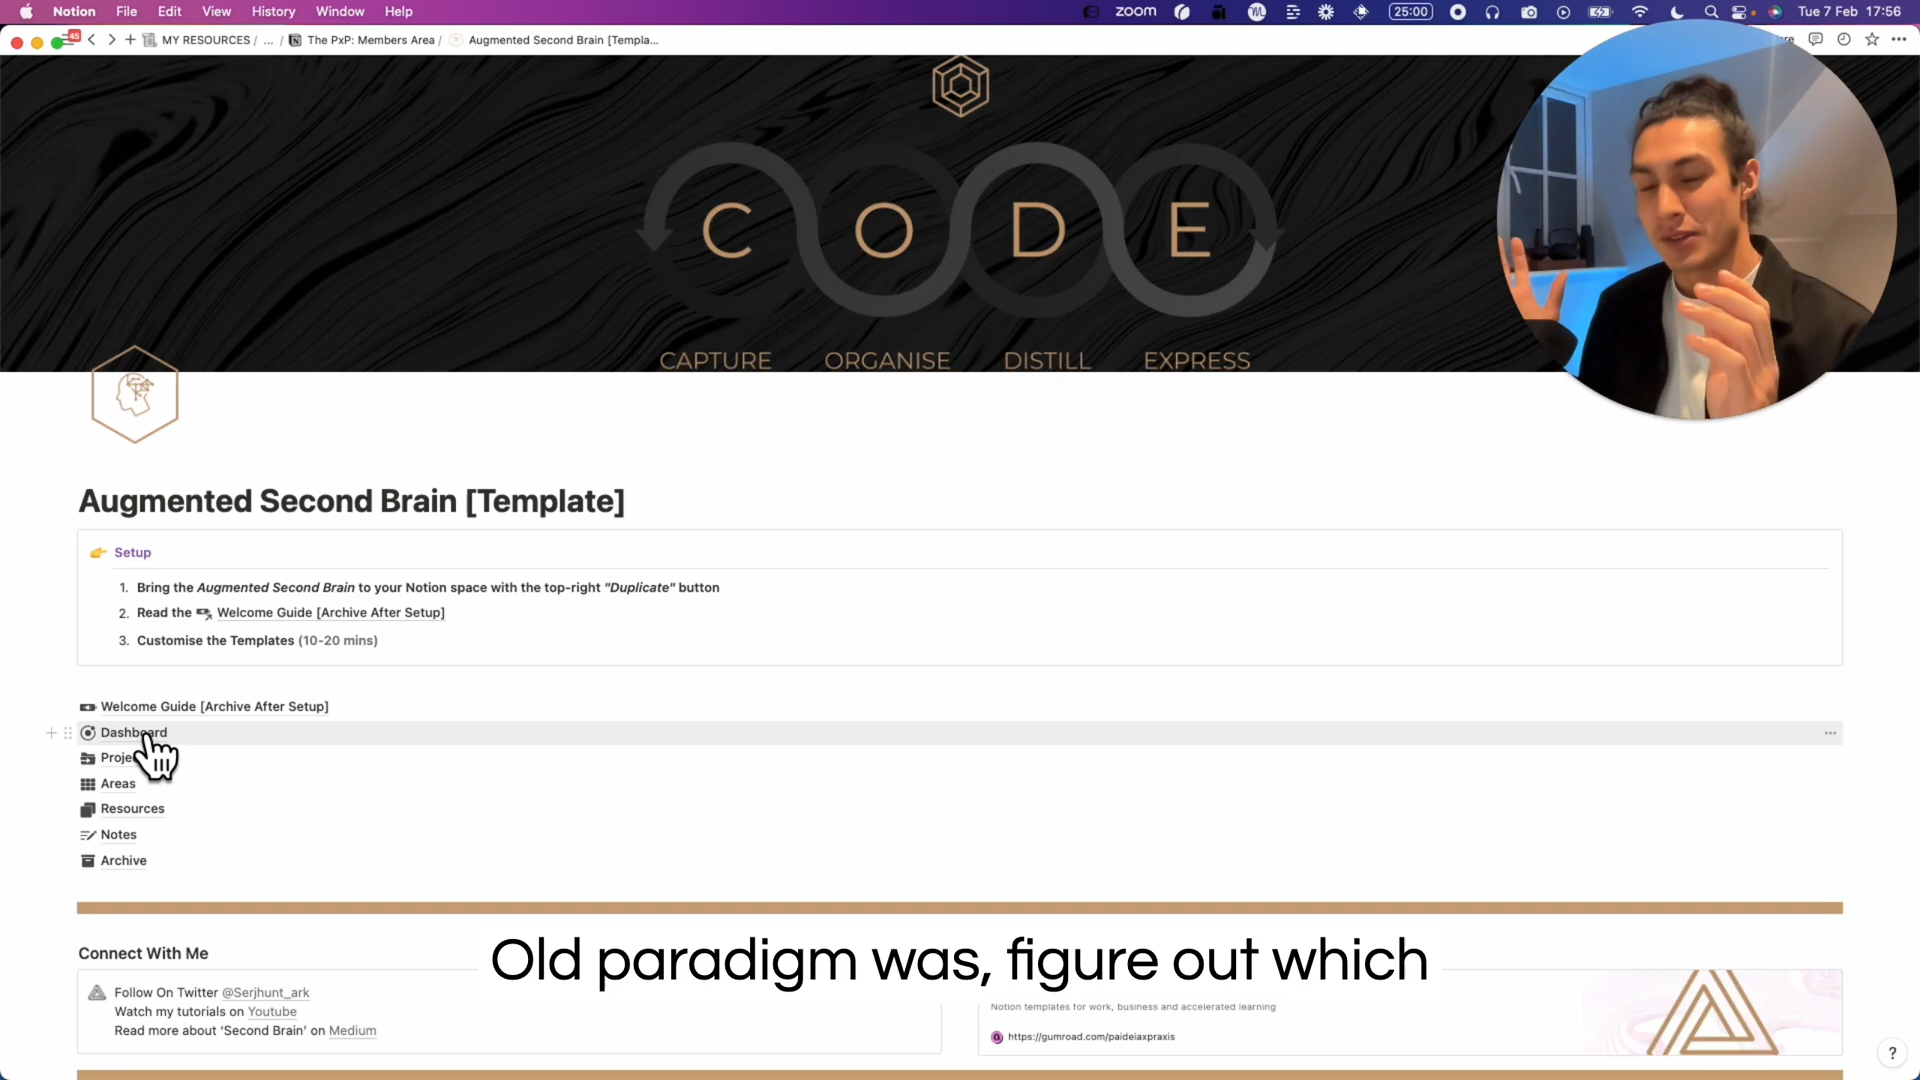 Notion File Edit View History Window Help zoom 25:00 Tue 7 Feb 17:56
45 MY RESOURCES / ... / The PxP: Members Area / Augmented Second Brain [Templa...
C O D E
CAPTURE ORGANISE DISTILL EXPRESS
Augmented Second Brain [Template]
Setup
1. Bring the Augmented Second Brain to your Notion space with the top-right "Duplicate" button
2. Read the Welcome Guide [Archive After Setup]
3. Customise the Templates (10-20 mins)
Welcome Guide [Archive After Setup]
Dashboard
Proje
Areas
Resources
Notes
Archive
Connect With Me
Old paradigm was, figure out which
Follow On Twitter @Serjhunt_ark
Watch my tutorials on Youtube
Read more about ‘Second Brain’ on Medium
Notion templates for work, business and accelerated learning
https://gumroad.com/paideiaxpraxis
?